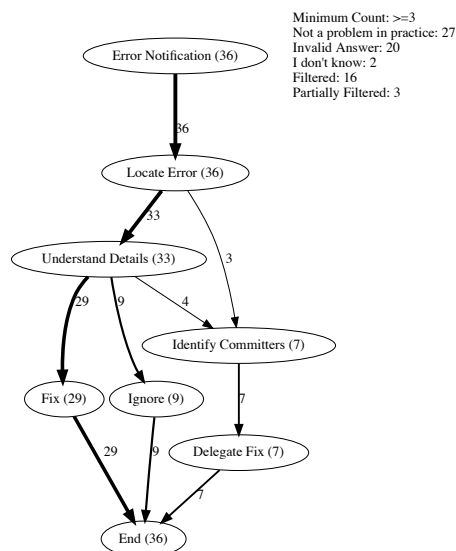 Minimum Count: >=3
Not a problem in practice: 27
Invalid Answer: 20
I don't know: 2
Filtered: 16
Partially Filtered: 3
Error Notification (36)
36
Locate Error (36)
33
3
Understand Details (33)
29
9
4
Identify Committers (7)
Fix (29)
Ignore (9)
7
29
9
Delegate Fix (7)
7
End (36)